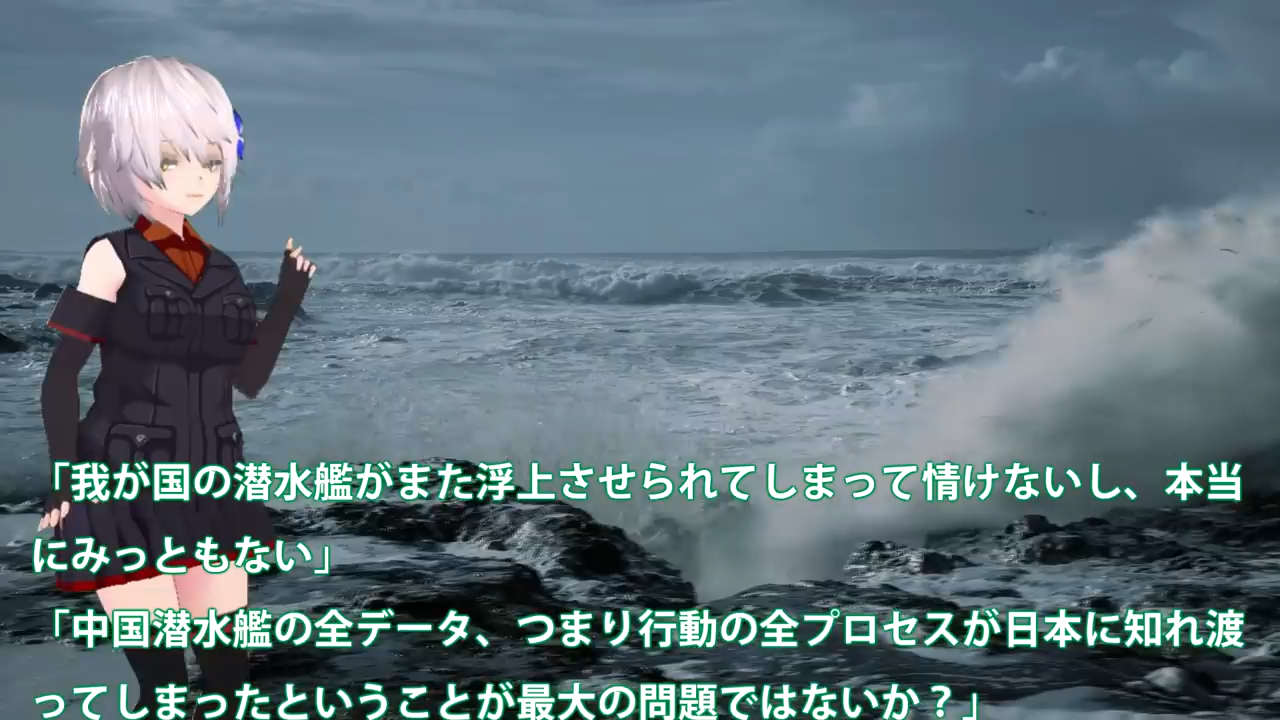 「我が国の潜水艦がまた浮上させられてしまって情けないし、本当
にみっともない」
「中国潜水艦の全データ、つまり行動の全プロセスが日本に知れ渡
ってしまったということが最大の問題ではないか？」